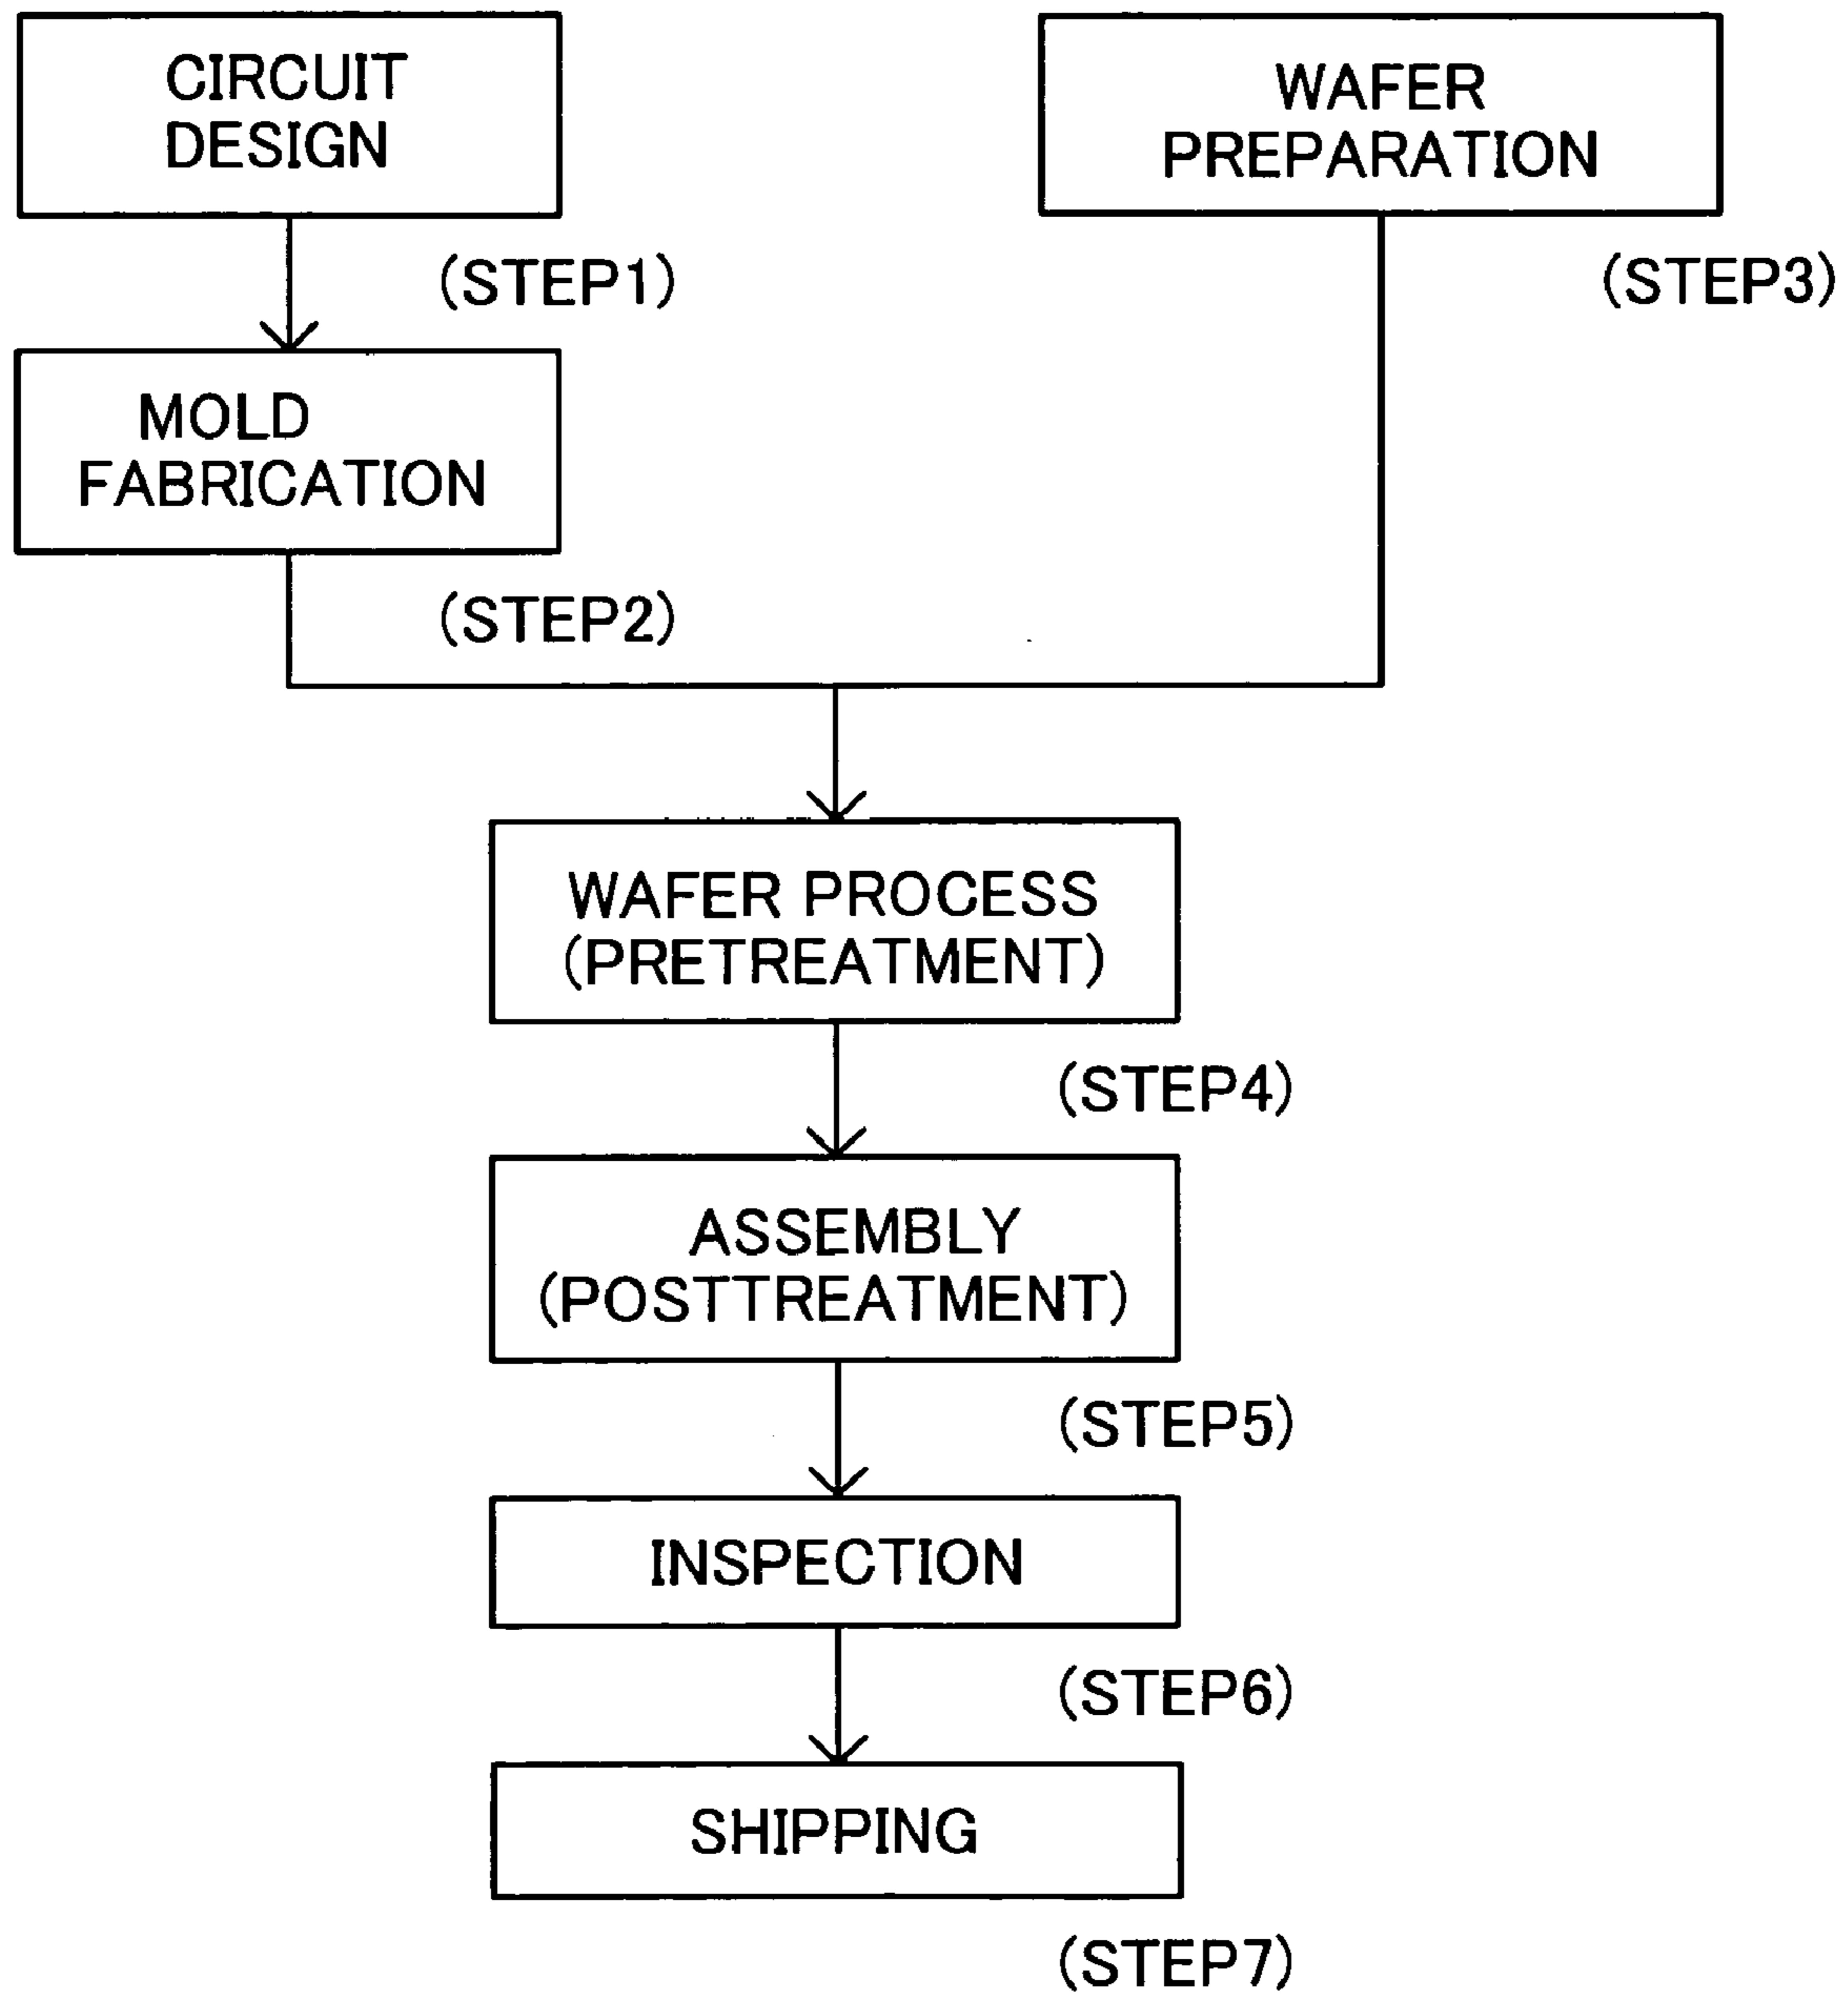 CIRCUIT
DESIGN
(STEP1)
MOLD
FABRICATION
(STEP2)
WAFER
PREPARATION
(STEP3)
WAFER PROCESS
(PRETREATMENT)
(STEP4)
ASSEMBLY
(POSTTREATMENT)
(STEP5)
INSPECTION
(STEP6)
SHIPPING
(STEP7)